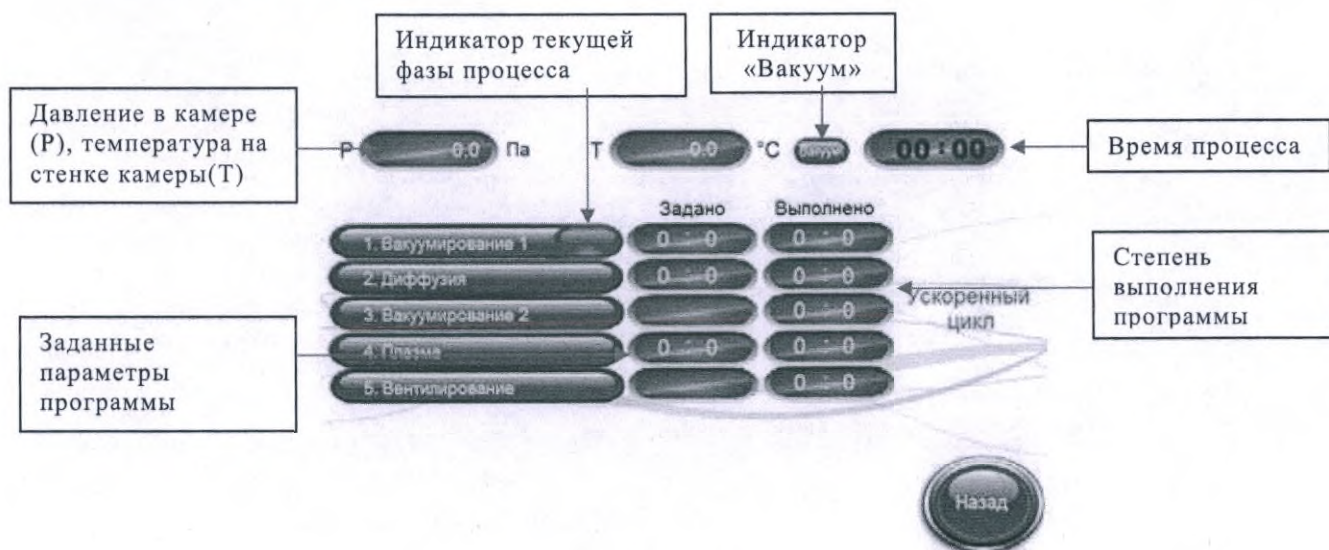 Индикатор текущей
фазы процесса
Индикатор
«Вакуум»
Давление в камере
(Р), температура на
стенке камеры(Т)
P 0.0 Па T 0.0 °C Вакуум 00:00
Время процесса
Задано Выполнено
1. Вакуумирование 1 0 : 0 0 : 0
2. Диффузия 0 : 0 0 : 0
3. Вакуумирование 2 0 : 0
4. Плазма 0 : 0 0 : 0
5. Вентилирование 0 : 0
Ускоренный
цикл
Степень
выполнения
программы
Заданные
параметры
программы
Назад